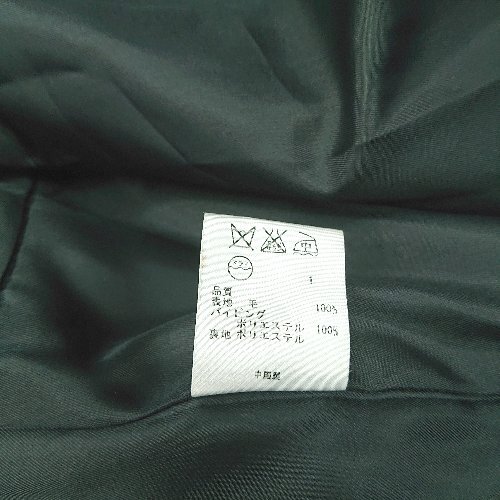 品質
表地 毛 100%
パイピング
ポリエステル 100%
裏地 ポリエステル
中国製